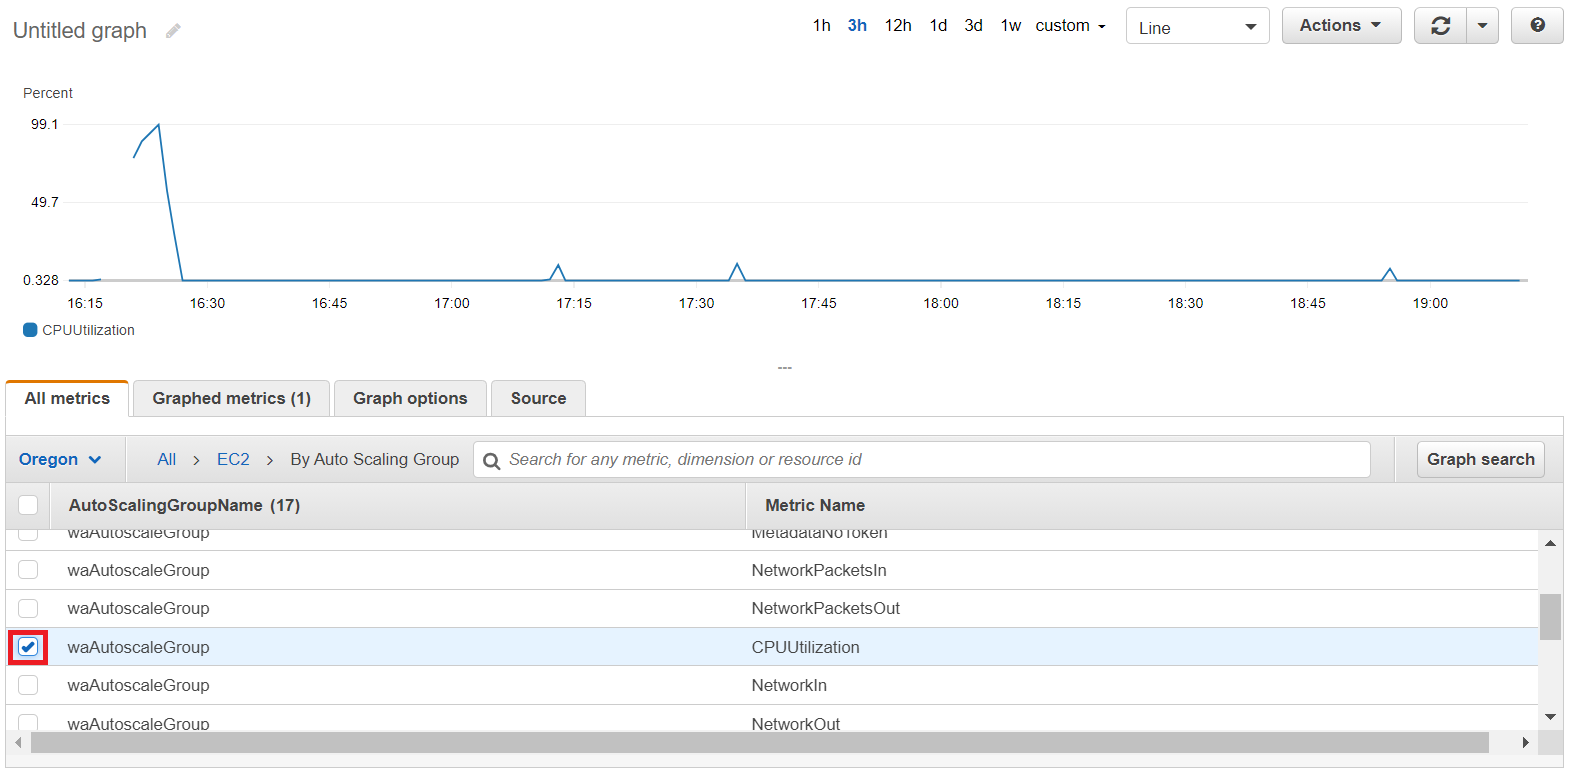 Untitled graph
1h 3h 12h 1d 3d 1w custom Line Actions
Percent
99.1
49.7
0.328
16:15 16:30 16:45 17:00 17:15 17:30 17:45 18:00 18:15 18:30 18:45 19:00
CPUUtilization
All metrics Graphed metrics (1) Graph options Source
Oregon All > EC2 > By Auto Scaling Group Search for any metric, dimension or resource id Graph search
AutoScalingGroupName (17) Metric Name
waAutoscaleGroup MetadataNoToken
waAutoscaleGroup NetworkPacketsIn
waAutoscaleGroup NetworkPacketsOut
waAutoscaleGroup CPUUtilization
waAutoscaleGroup NetworkIn
waAutoscaleGroup NetworkOut